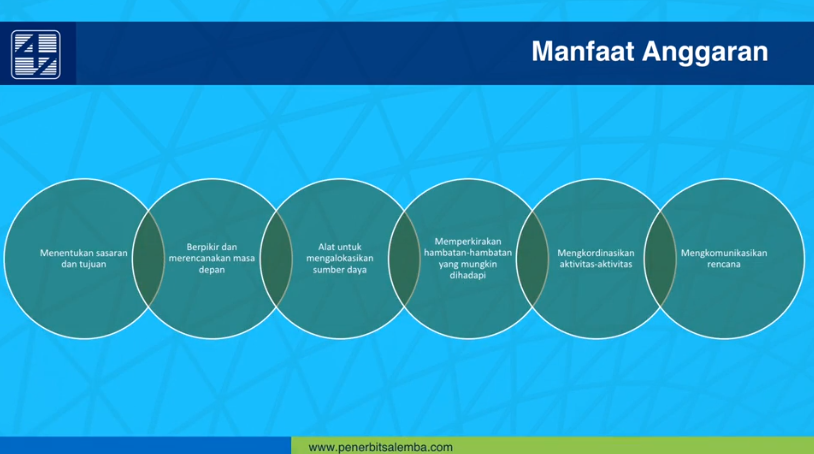 Manfaat Anggaran
Menentukan sasaran
dan tujuan
Berpikir dan
merencanakan masa
depan
Alat untuk
mengalokasikan
sumber daya
Memperkirakan
hambatan-hambatan
yang mungkin
dihadapi
Mengkordinasikan
aktivitas-aktivitas
Mengkomunikasikan
rencana
www.penerbitsalemba.com